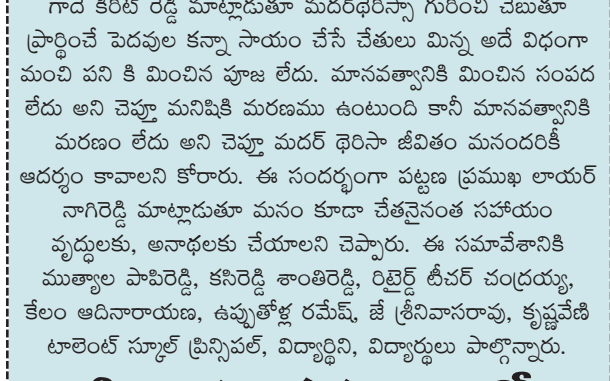 గాదె కిరీట్ రెడ్డి మాట్లాడుతూ మదర్‌థెరిస్సా గురించి చెబుతూ
ప్రార్థించే పెదవుల కన్నా సాయం చేసే చేతులు మిన్న అదే విధంగా
మంచి పని కి మించిన పూజ లేదు. మానవత్వానికి మించిన సంపద
లేదు అని చెప్తూ మనిషికి మరణము ఉంటుంది కానీ మానవత్వానికి
మరణం లేదు అని చెప్తూ మదర్ థెరిసా జీవితం మనందరికీ
ఆదర్శం కావాలని కోరారు. ఈ సందర్భంగా పట్టణ ప్రముఖ లాయర్
నాగిరెడ్డి మాట్లాడుతూ మనం కూడా చేతనైనంత సహాయం
వృద్ధులకు, అనాథలకు చేయాలని చెప్పారు. ఈ సమావేశానికి
ముత్యాల పాపిరెడ్డి, కసిరెడ్డి శాంతిరెడ్డి, రిటైర్డ్ టీచర్ చంద్రయ్య,
కేలం ఆదినారాయణ, ఉప్పుతోళ్ల రమేష్, జే శ్రీనివాసరావు, కృష్ణవేణి
టాలెంట్ స్కూల్ ప్రిన్సిపల్, విద్యార్థిని, విద్యార్థులు పాల్గొన్నారు.